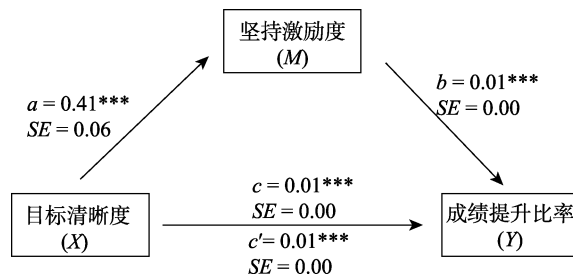 坚持激励度
(M)
a = 0.41***
SE = 0.06
b = 0.01***
SE = 0.00
目标清晰度
(X)
c = 0.01***
SE = 0.00
c′= 0.01***
SE = 0.00
成绩提升比率
(Y)